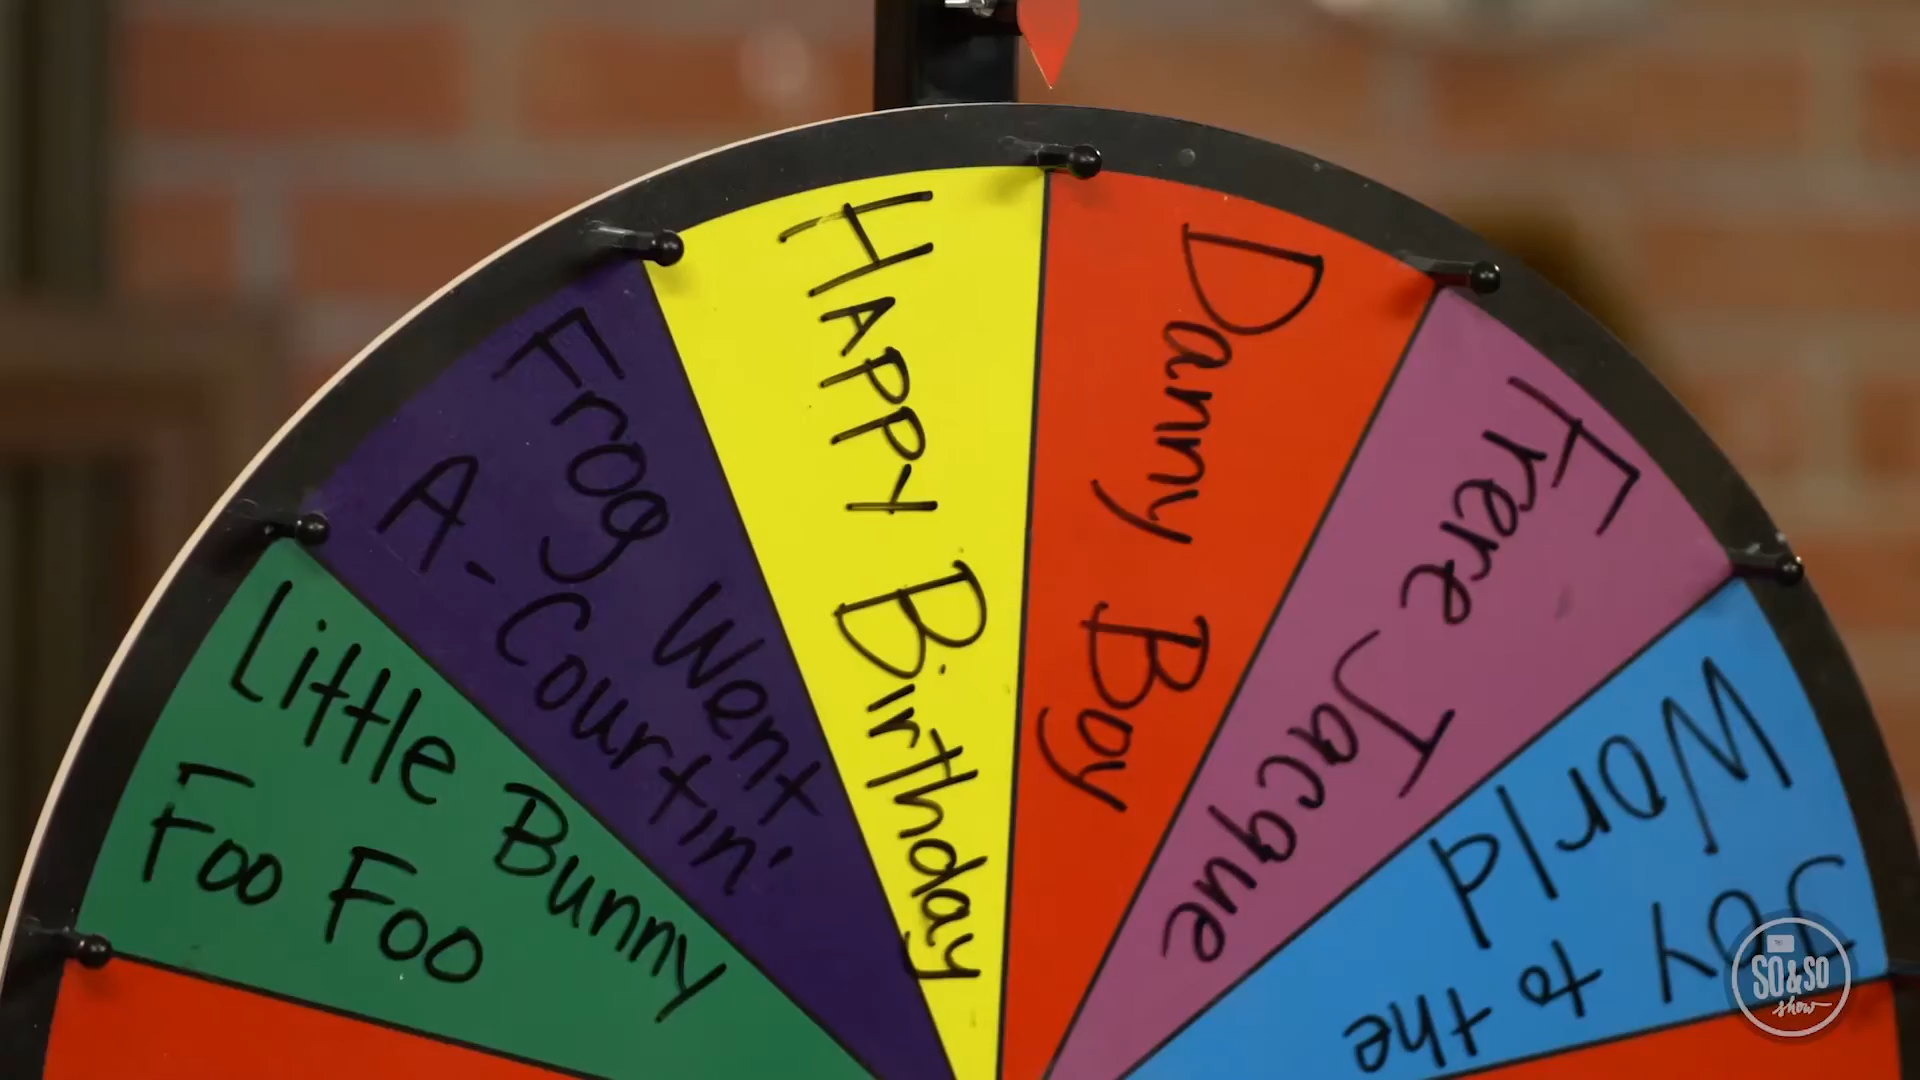 Little Bunny
Foo Foo
Frog Went
A-Courtin'
HAPPY Birthday
Danny Boy
Frere Jacque
Joy to the
World
SO&SO
show